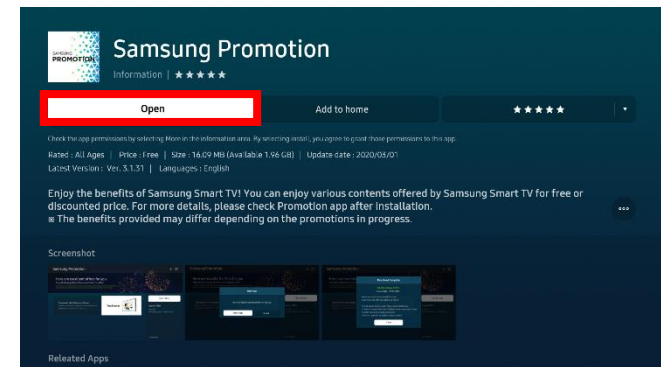 SAMSUNG
PROMOTION
Samsung Promotion
Information | ★★★★★
Open
Add to home
★★★★★
Check the app permissions by selecting More in the information area. By selecting install, you agree to grant those permissions to this app.
Rated : All Ages | Price : Free | Size : 16.09 MB (Available 1.96 GB) | Update date : 2020/03/01
Latest Version : Ver. 3.1.31 | Languages : English
Enjoy the benefits of Samsung Smart TV! You can enjoy various contents offered by Samsung Smart TV for free or
discounted price. For more details, please check Promotion app after installation.
※ The benefits provided may differ depending on the promotions in progress.
Screenshot
Releated Apps